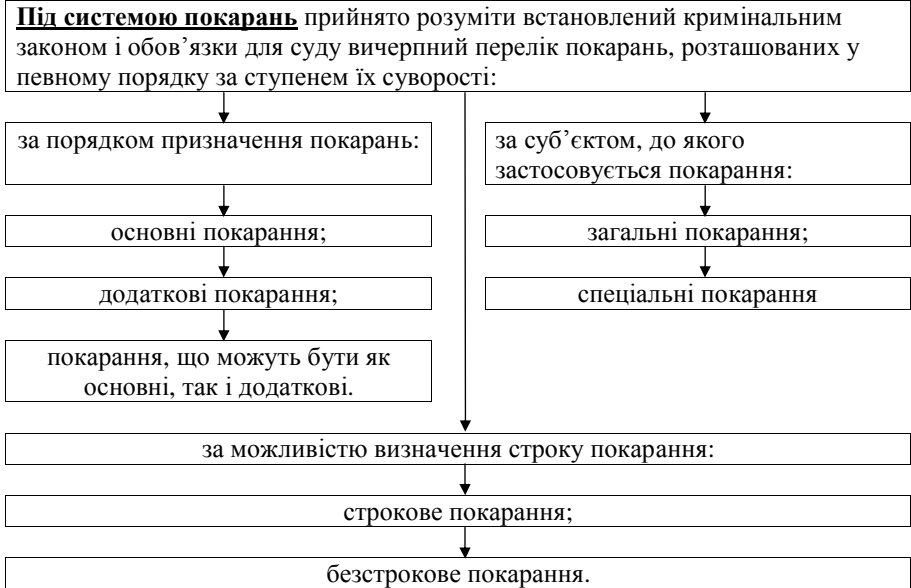 Під системою покарань прийнято розуміти встановлений кримінальним
законом і обов’язки для суду вичерпний перелік покарань, розташованих у
певному порядку за ступенем їх суворості:
за порядком призначення покарань:
основні покарання;
додаткові покарання;
покарання, що можуть бути як
основні, так і додаткові.
за суб’єктом, до якого
застосовується покарання:
загальні покарання;
спеціальні покарання
за можливістю визначення строку покарання:
строкове покарання;
безстрокове покарання.